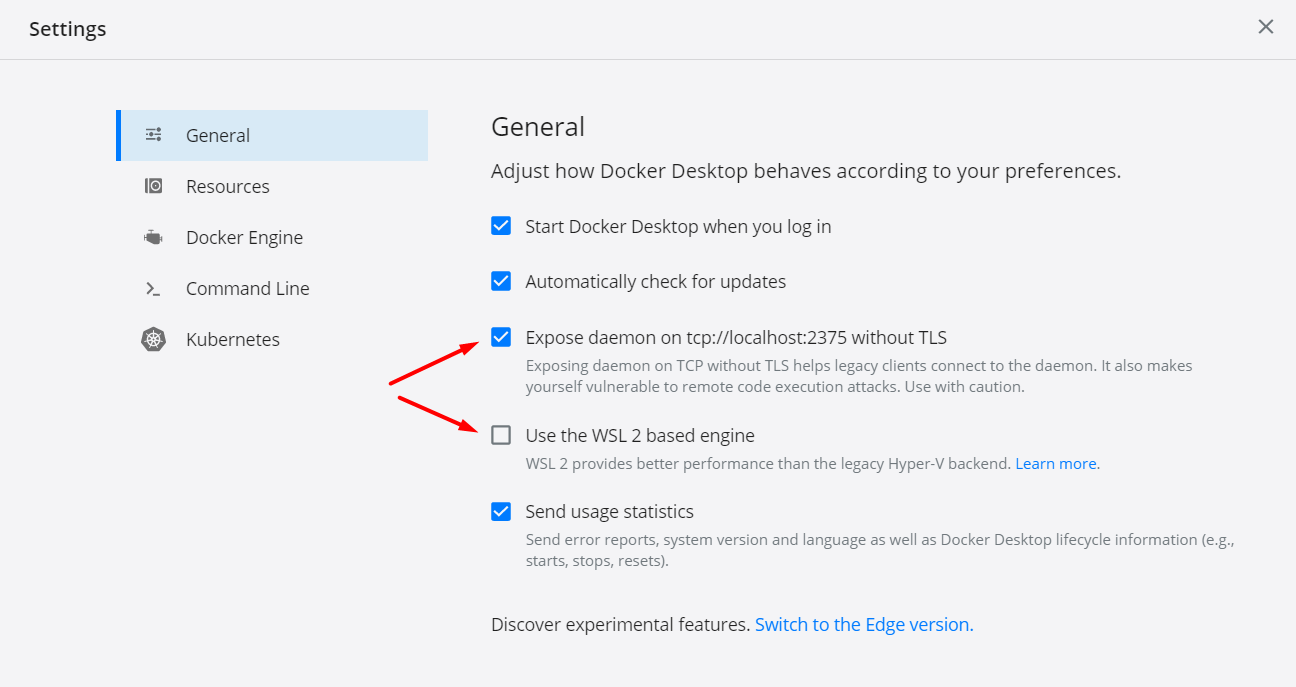 Settings
General
Resources
Docker Engine
Command Line
Kubernetes
General
Adjust how Docker Desktop behaves according to your preferences.
Start Docker Desktop when you log in
Automatically check for updates
Expose daemon on tcp://localhost:2375 without TLS
Exposing daemon on TCP without TLS helps legacy clients connect to the daemon. It also makes
yourself vulnerable to remote code execution attacks. Use with caution.
Use the WSL 2 based engine
WSL 2 provides better performance than the legacy Hyper-V backend. Learn more.
Send usage statistics
Send error reports, system version and language as well as Docker Desktop lifecycle information (e.g.,
starts, stops, resets).
Discover experimental features. Switch to the Edge version.